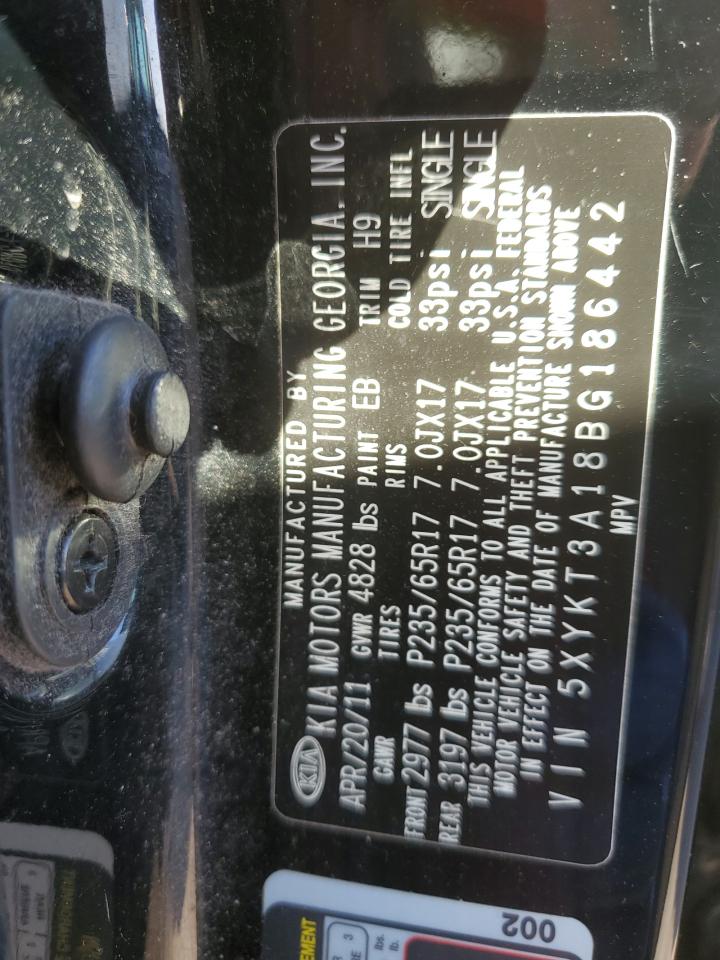 MANUFACTURED BY
KIA KIA MOTORS MANUFACTURING GEORGIA, INC.
APR/20/11 GVWR 4828 lbs PAINT EB TRIM H9
GAWR TIRES RIMS COLD TIRE INFL
FRONT 2977 lbs P235/65R17 7.0JX17 33psi SINGLE
REAR 3197 lbs P235/65R17 7.0JX17 33psi SINGLE
THIS VEHICLE CONFORMS TO ALL APPLICABLE U.S.A. FEDERAL
MOTOR VEHICLE SAFETY AND THEFT PREVENTION STANDARDS
IN EFFECT ON THE DATE OF MANUFACTURE SHOWN ABOVE
VIN 5XYKT3A18BG186442
MPV
002